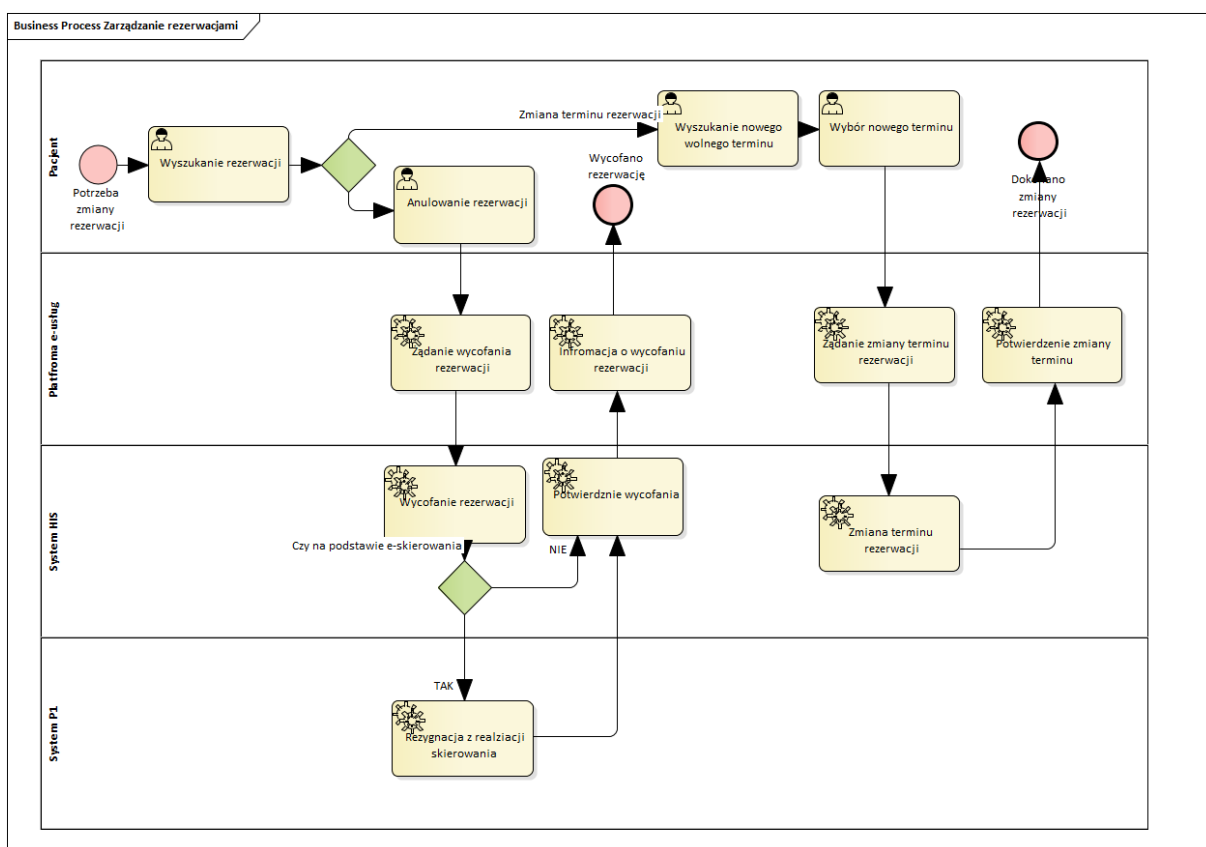 Business Process Zarządzanie rezerwacjami
Pacjent
Potrzeba
zmiany
rezerwacji
Wyszukanie rezerwacji
Zmiana terminu rezerwacji
Anulowanie rezerwacji
Wycofano
rezerwację
Wyszukanie nowego
wolnego terminu
Wybór nowego terminu
Dokonano
zmiany
rezerwacji
Platfroma e-usług
Żądanie wycofania
rezerwacji
Infromacja o wycofaniu
rezerwacji
Żądanie zmiany terminu
rezerwacji
Potwierdzenie zmiany
terminu
System HIS
Wycofanie rezerwacji
Czy na podstawie e-skierowania
NIE
Potwierdznie wycofania
Zmiana terminu
rezerwacji
System P1
TAK
Rezygnacja z realziacji
skierowania